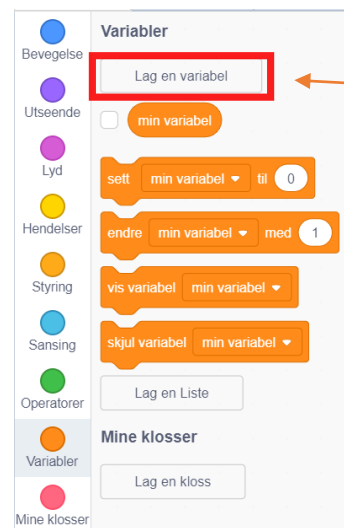 Bevegelse
Utseende
Lyd
Hendelser
Styring
Sansing
Operatorer
Variabler
Mine klosser
Variabler
Lag en variabel
min variabel
sett min variabel til 0
endre min variabel med 1
vis variabel min variabel
skjul variabel min variabel
Lag en Liste
Mine klosser
Lag en kloss